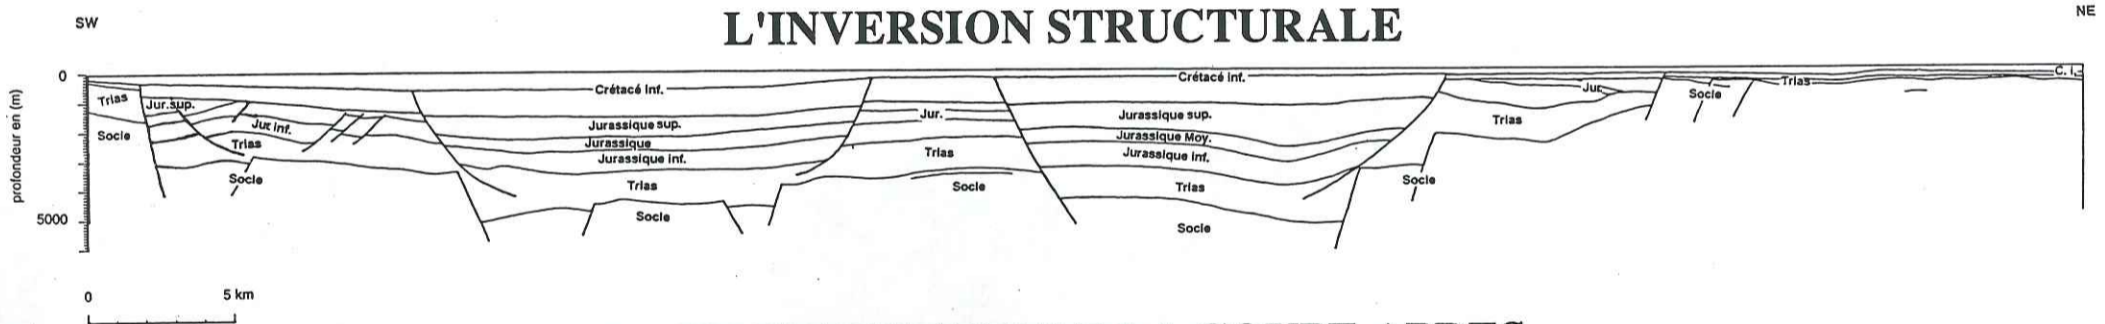 SW
NE
L'INVERSION STRUCTURALE
profondeur en (m)
0
5000
Trias
Socle
Jur.sup.
Jur. Inf.
Trias
Socle
Crétacé Inf.
Jurassique sup.
Jurassique
Jurassique Inf.
Trias
Socle
Jur.
Trias
Socle
Crétacé Inf.
Jurassique sup.
Jurassique Moy.
Jurassique Inf.
Trias
Socle
Jur.
Trias
Socle
Socle
Trias
C. I.
0 5 km